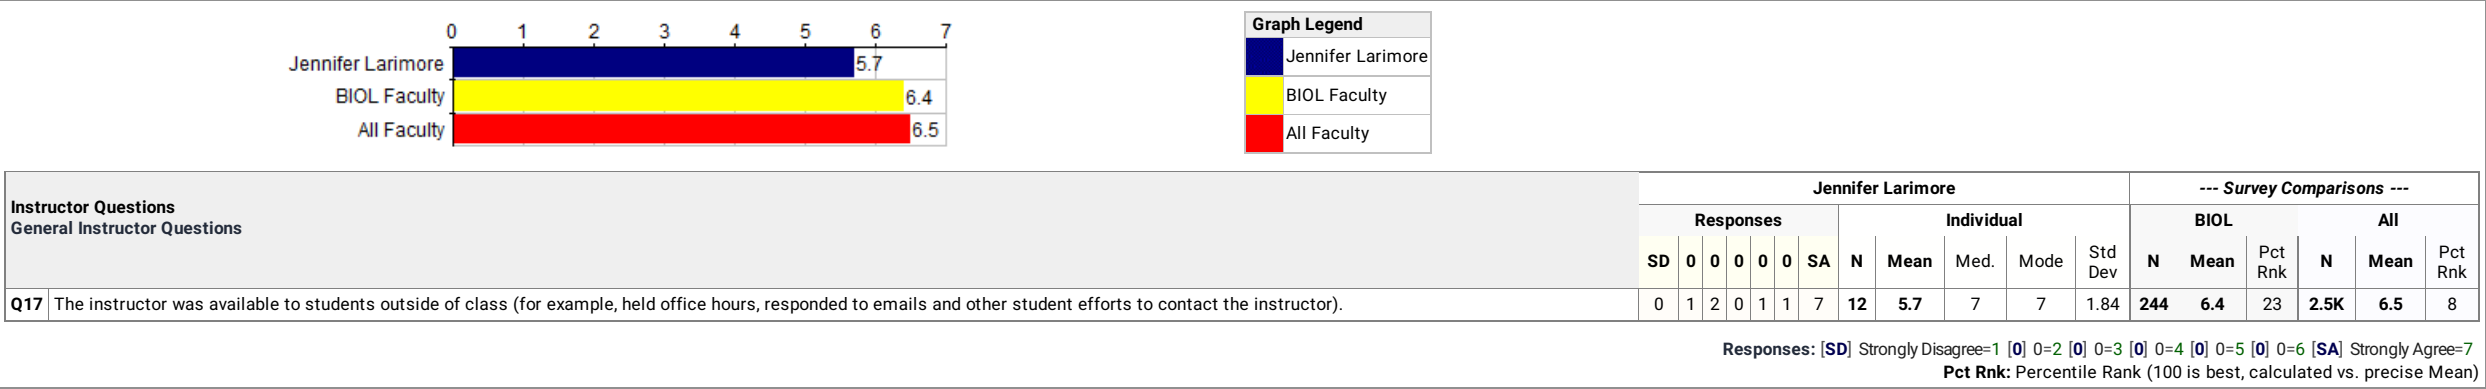 0 1 2 3 4 5 6 7
Jennifer Larimore 5.7
BIOL Faculty 6.4
All Faculty 6.5
Graph Legend
Jennifer Larimore
BIOL Faculty
All Faculty
Instructor Questions
General Instructor Questions
Jennifer Larimore --- Survey Comparisons ---
Responses Individual BIOL All
SD 0 0 0 0 0 SA N Mean Med. Mode Std Dev N Mean Pct Rnk N Mean Pct Rnk
Q17 The instructor was available to students outside of class (for example, held office hours, responded to emails and other student efforts to contact the instructor). 0 1 2 0 1 1 7 12 5.7 7 7 1.84 244 6.4 23 2.5K 6.5 8
Responses: [SD] Strongly Disagree=1 [0] 0=2 [0] 0=3 [0] 0=4 [0] 0=5 [0] 0=6 [SA] Strongly Agree=7
Pct Rnk: Percentile Rank (100 is best, calculated vs. precise Mean)